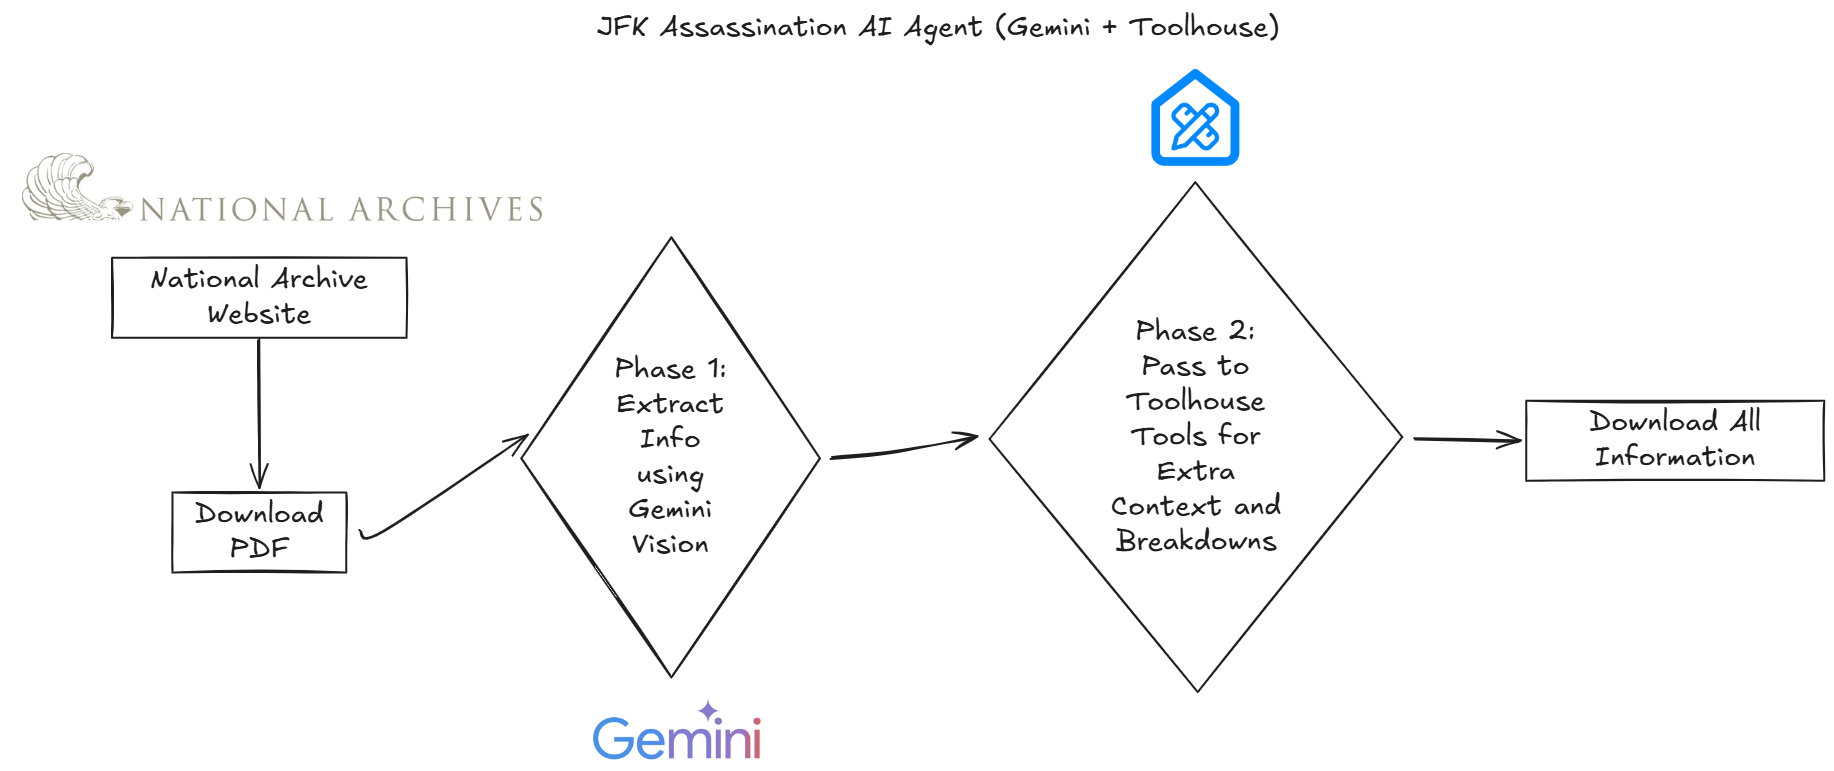 JFK Assassination AI Agent (Gemini + Toolhouse)
NATIONAL ARCHIVES
National Archive
Website
Download
PDF
Phase 1:
Extract
Info
using
Gemini
Vision
Gemini
Phase 2:
Pass to
Toolhouse
Tools for
Extra
Context and
Breakdowns
Download All
Information